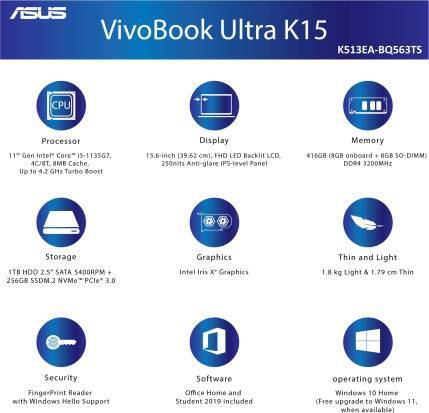 ASUS
VivoBook Ultra K15
K513EA-BQ563TS
CPU
Processor
11th Gen Intel® Core™ i5-1135G7,
4C/8T, 8MB Cache,
Up to 4.2 GHz Turbo Boost
Display
15.6-inch (39.62 cm), FHD LED Backlit LCD,
250nits Anti-glare IPS-level Panel
Memory
416GB (8GB onboard + 8GB SO-DIMM)
DDR4 3200MHz
Storage
1TB HDD 2.5" SATA 5400RPM +
256GB SSDM.2 NVMe™ PCIe® 3.0
Graphics
Intel Iris Xᵉ Graphics
Thin and Light
1.8 kg Light & 1.79 cm Thin
Security
FingerPrint Reader
with Windows Hello Support
Software
Office Home and
Student 2019 included
operating system
Windows 10 Home
(Free upgrade to Windows 11,
when available)